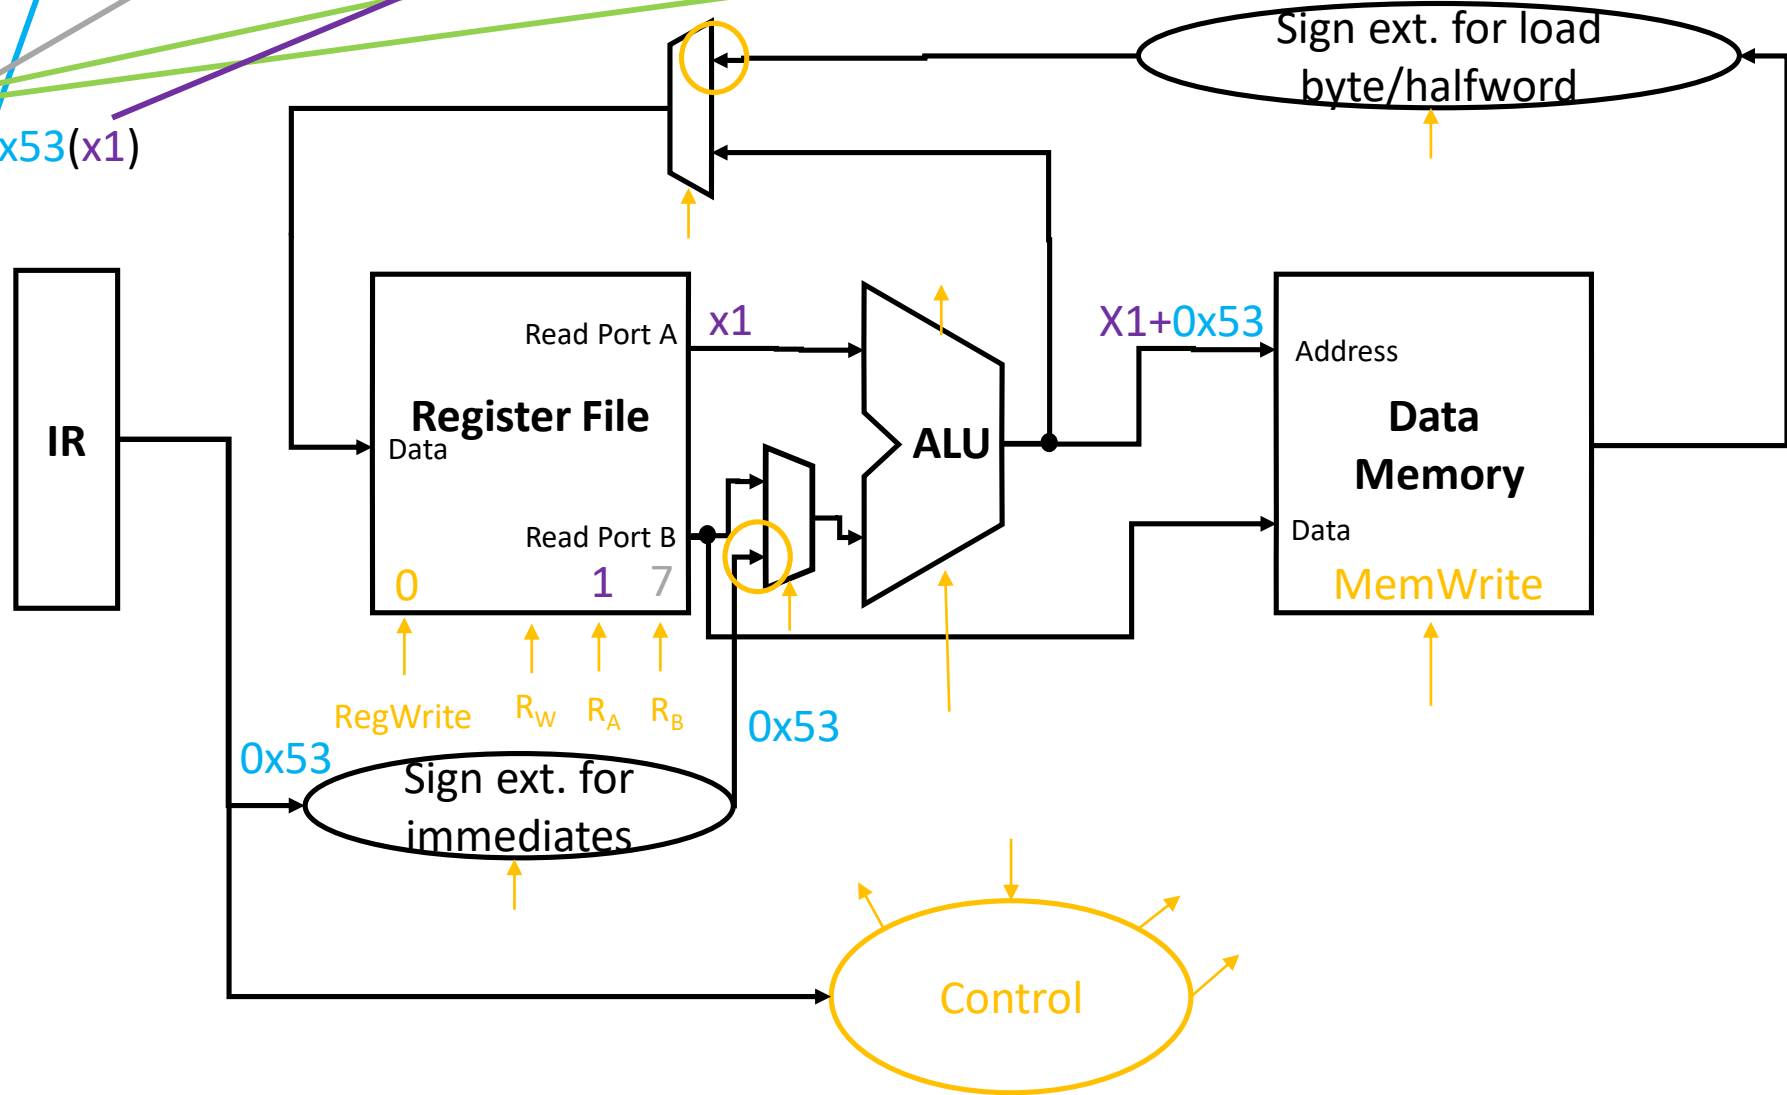 Sign ext. for load
byte/halfword
x53(x1)
x1
X1+0x53
Read Port A
Address
IR
Register File
Data
ALU
Data
Memory
Read Port B
Data
0
1
7
MemWrite
RegWrite
RW
RA
RB
0x53
0x53
Sign ext. for
immediates
Control